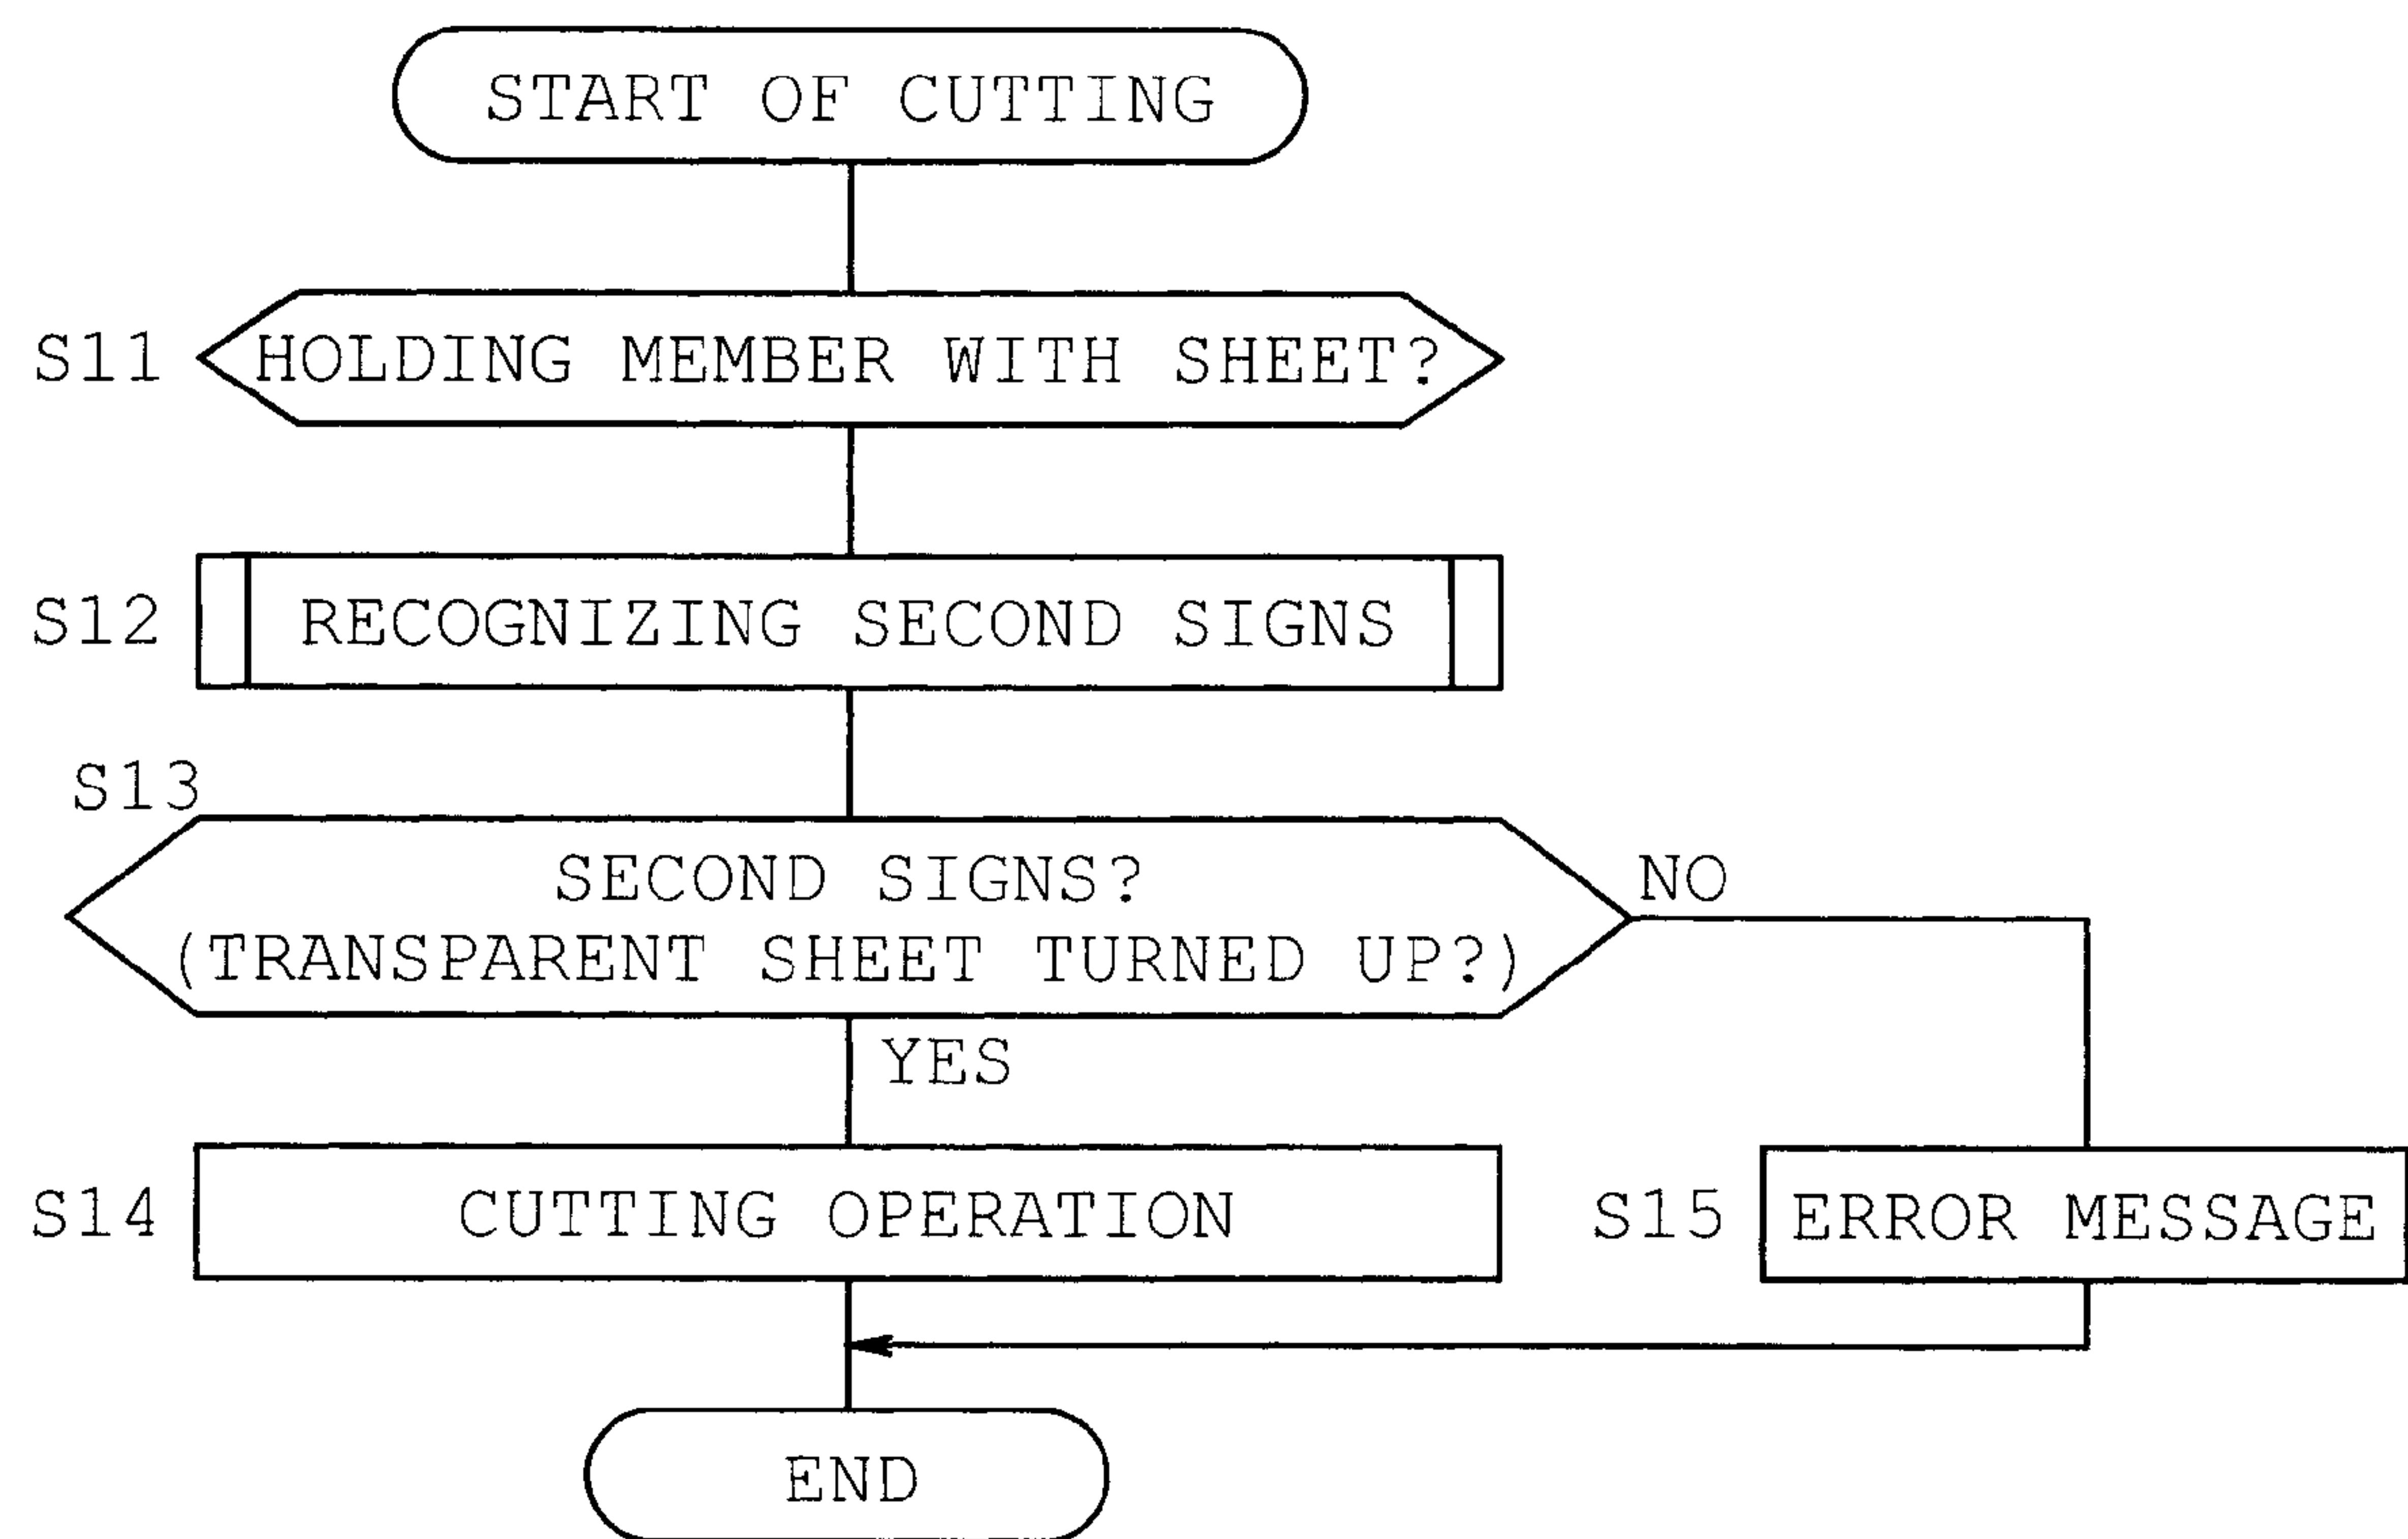 START OF CUTTING
S11 HOLDING MEMBER WITH SHEET?
S12 RECOGNIZING SECOND SIGNS
S13
SECOND SIGNS?
NO
(TRANSPARENT SHEET TURNED UP?)
YES
S14 CUTTING OPERATION
S15 ERROR MESSAGE
END